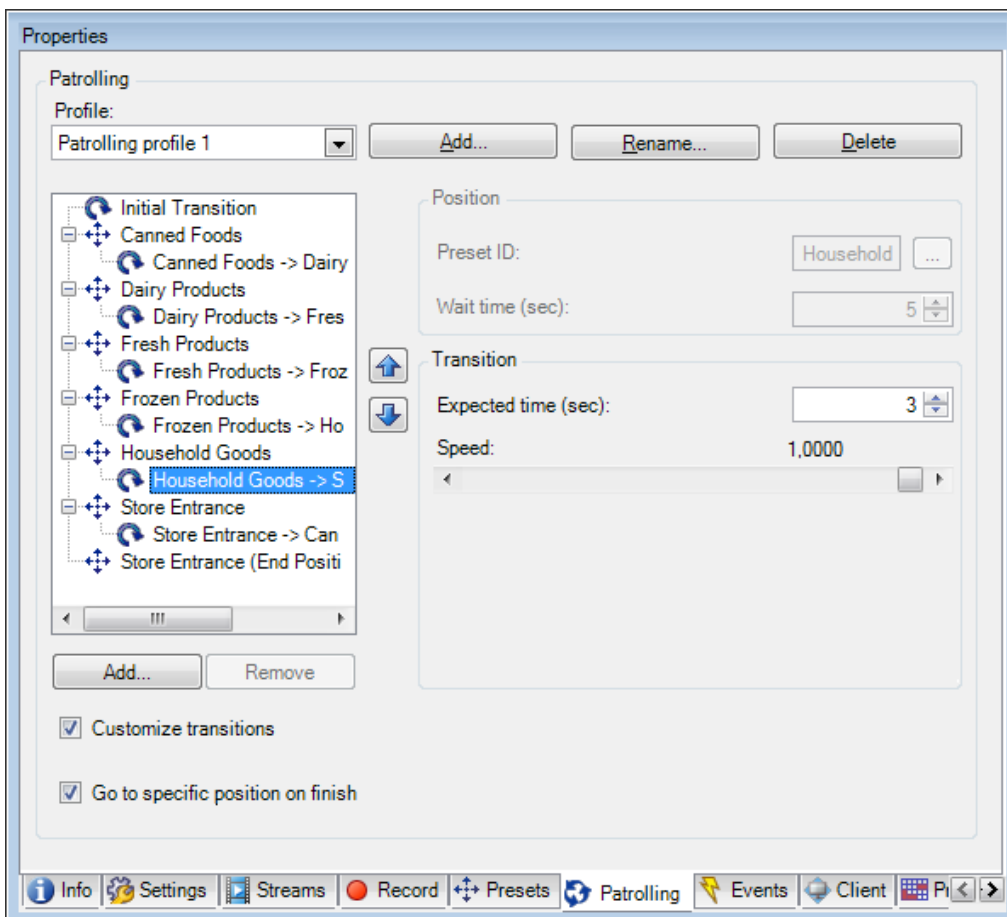 Properties
Patrolling
Profile:
Patrolling profile 1
Add...
Rename...
Delete
Initial Transition
Canned Foods
Canned Foods -> Dairy
Dairy Products
Dairy Products -> Fres
Fresh Products
Fresh Products -> Froz
Frozen Products
Frozen Products -> Ho
Household Goods
Household Goods -> S
Store Entrance
Store Entrance -> Can
Store Entrance (End Positi
Add...
Remove
Position
Preset ID:
Household
...
Wait time (sec):
5
Transition
Expected time (sec):
3
Speed:
1,0000
Customize transitions
Go to specific position on finish
Info
Settings
Streams
Record
Presets
Patrolling
Events
Client